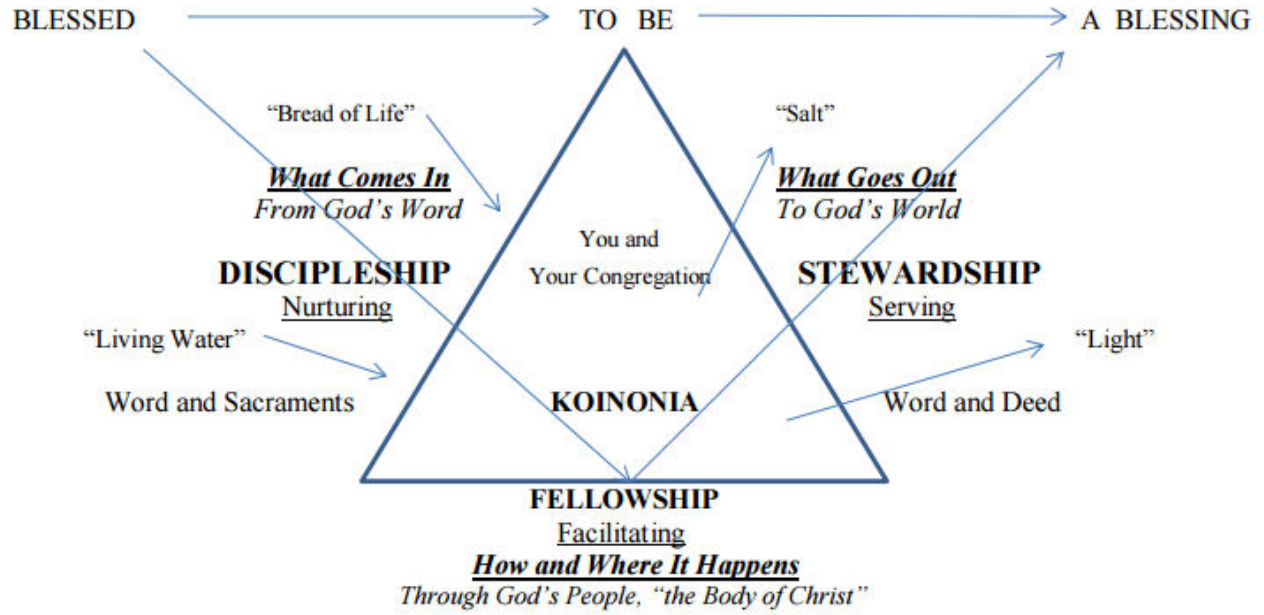 BLESSED TO BE A BLESSING
“Bread of Life”
“Salt”
What Comes In
What Goes Out
From God’s Word
To God’s World
You and
Your Congregation
DISCIPLESHIP
STEWARDSHIP
Nurturing
Serving
“Living Water”
“Light”
Word and Sacraments
KOINONIA
Word and Deed
FELLOWSHIP
Facilitating
How and Where It Happens
Through God’s People, “the Body of Christ”